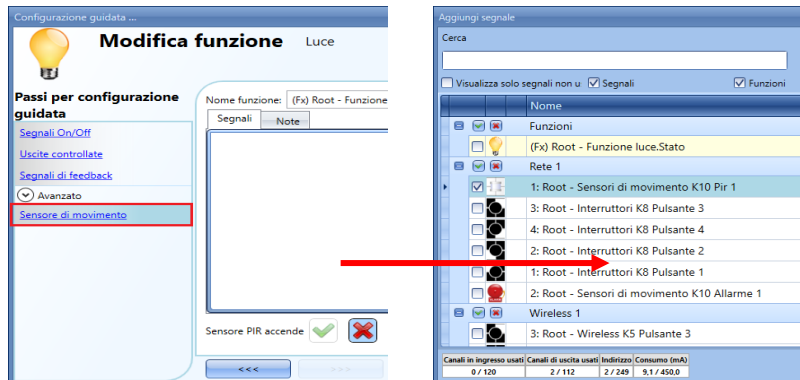 Configurazione guidata ...
Modifica funzione Luce
Passi per configurazione guidata
Segnali On/Off
Uscite controllate
Segnali di feedback
Avanzato
Sensore di movimento
Nome funzione: (Fx) Root - Funzione
Segnali Note
Sensore PIR accende
<<< >>>
Aggiungi segnale
Cerca
Visualizza solo segnali non u Segnali Funzioni
Nome
Funzioni
(Fx) Root - Funzione luce.Stato
Rete 1
1: Root - Sensori di movimento K10 Pir 1
3: Root - Interruttori K8 Pulsante 3
4: Root - Interruttori K8 Pulsante 4
2: Root - Interruttori K8 Pulsante 2
1: Root - Interruttori K8 Pulsante 1
2: Root - Sensori di movimento K10 Allarme 1
Wireless 1
3: Root - Wireless K5 Pulsante 3
Canali in ingresso usati Canali di uscita usati Indirizzo Consumo (mA)
0 / 120 2 / 112 2 / 249 9,1 / 450,0